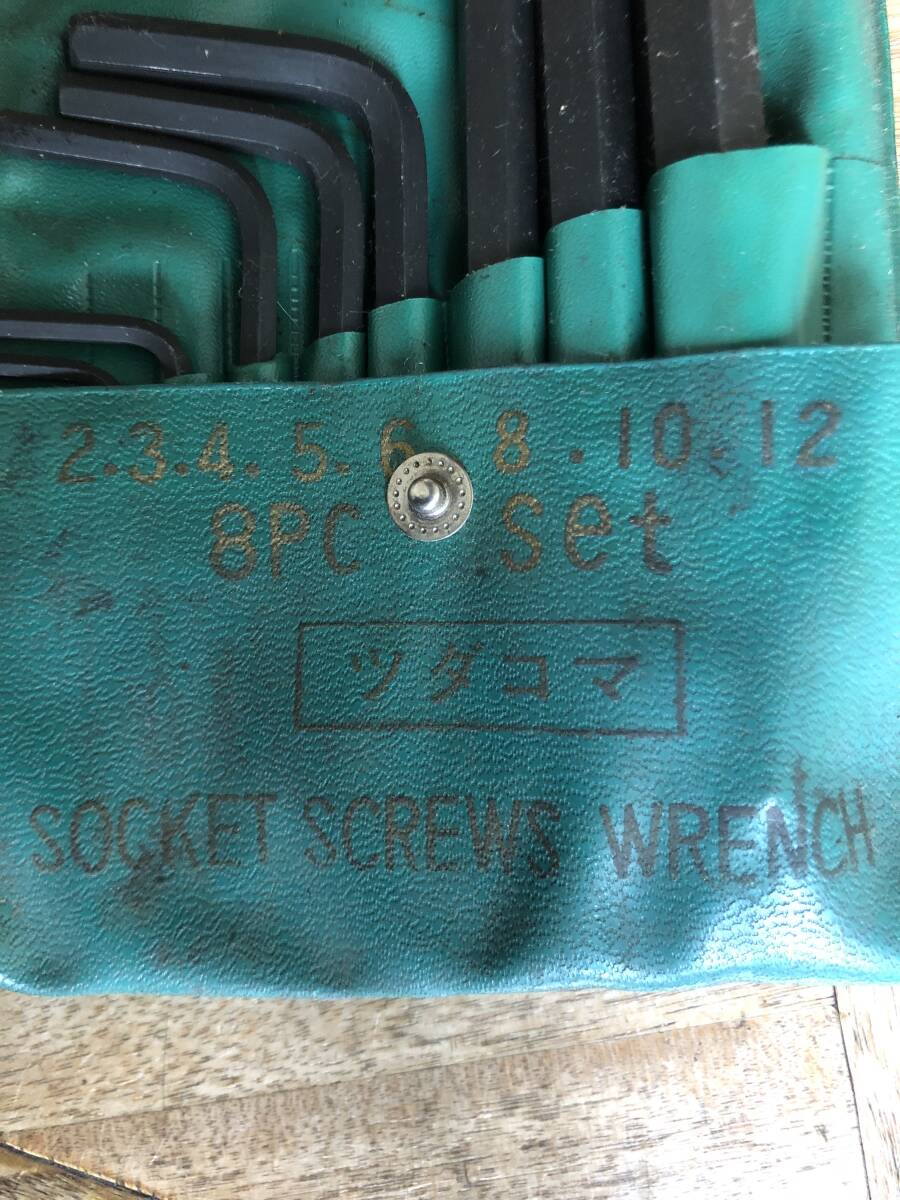 2.3.4.5.6 8.10.12
8PC Set
ツダコマ
SOCKET SCREWS WRENCH